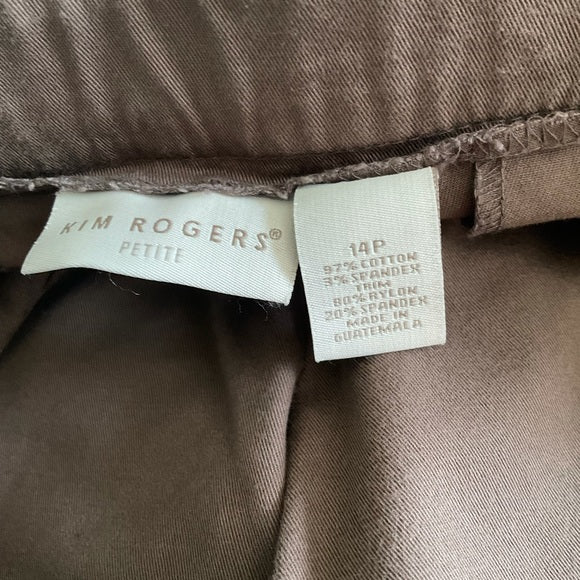 KIM ROGERS®
PETITE
14P
97% COTTON
3% SPANDEX
TRIM
80% NYLON
20% SPANDEX
MADE IN
GUATEMALA